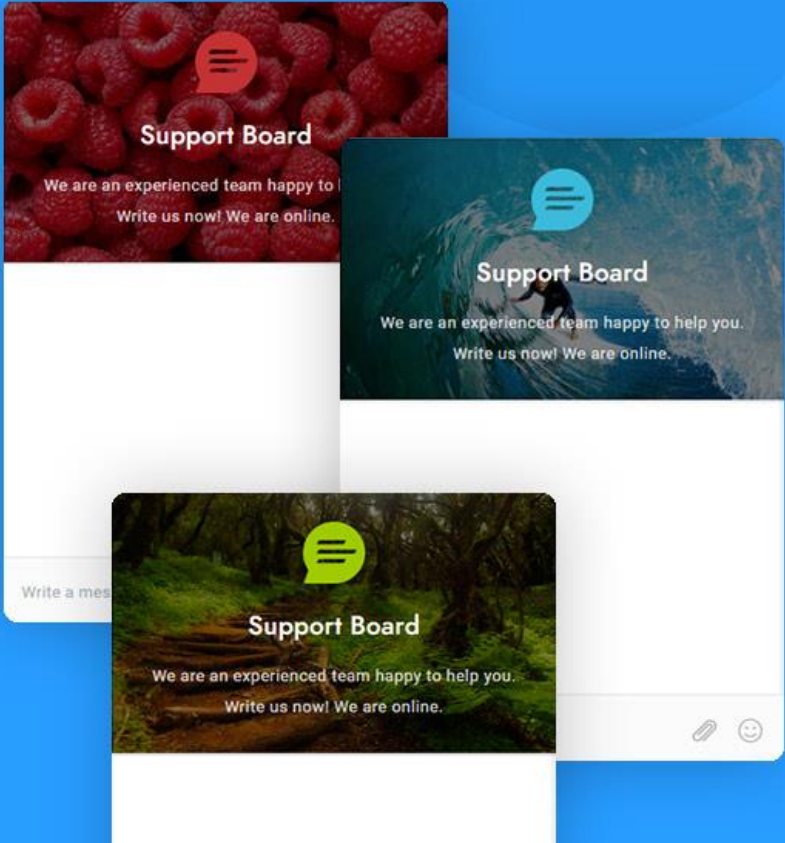 Support Board
We are an experienced team happy to
Write us now! We are online.
Support Board
We are an experienced team happy to help you.
Write us now! We are online.
Write a mes
Support Board
We are an experienced team happy to help you.
Write us now! We are online.